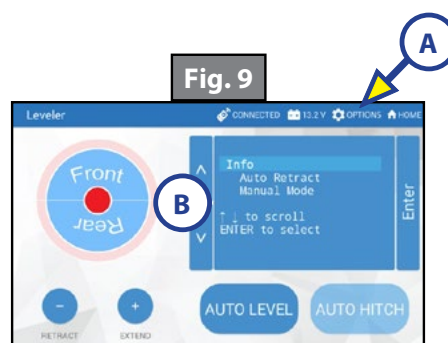 A
Fig. 9
Leveler CONNECTED 13.2 V OPTIONS HOME
Front
Rear
B
Info
Auto Retract
Manual Mode
↑ ↓ to scroll
ENTER to select
Enter
- +
RETRACT EXTEND
AUTO LEVEL AUTO HITCH